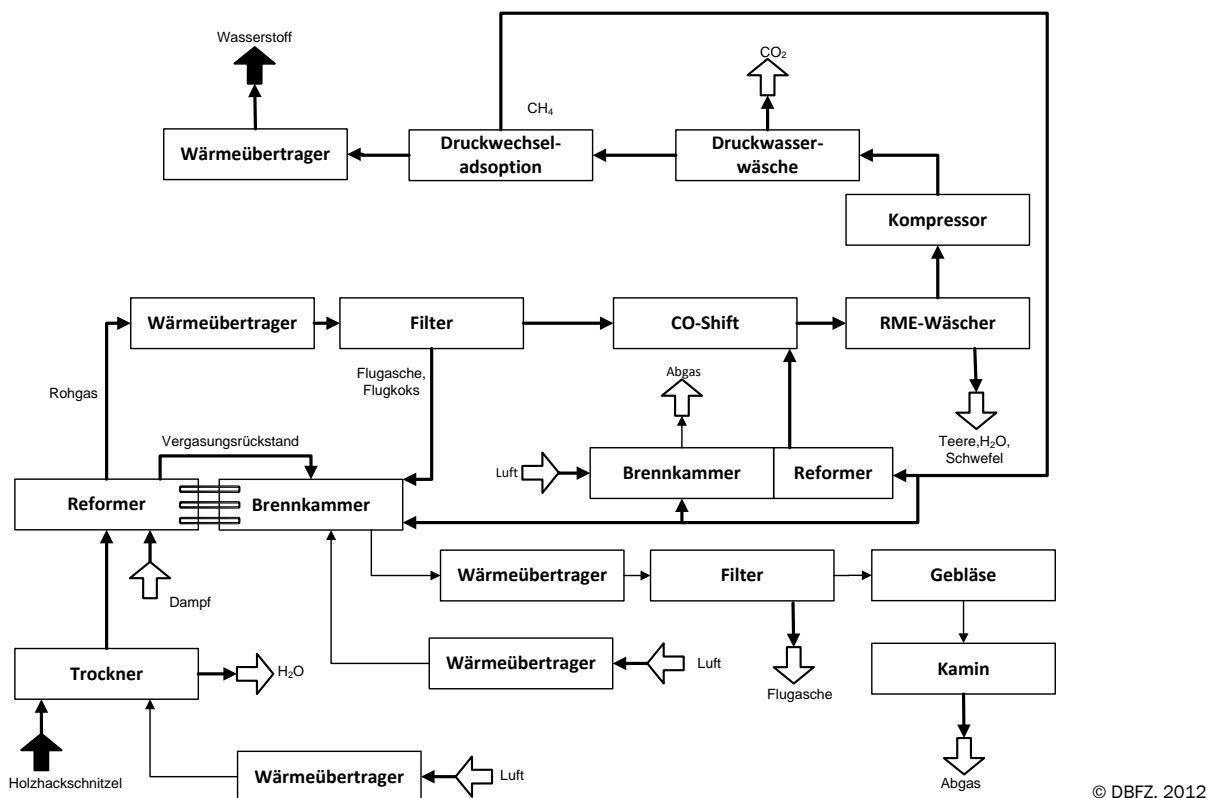 Wasserstoff
CO₂
CH₄
Wärmeübertrager
Druckwechsel-
adsoption
Druckwasser-
wäsche
Kompressor
Wärmeübertrager
Filter
CO-Shift
RME-Wäscher
Rohgas
Flugasche,
Flugkoks
Abgas
Teere,H₂O,
Schwefel
Vergasungsrückstand
Luft
Brennkammer
Reformer
Reformer
Brennkammer
Dampf
Wärmeübertrager
Filter
Gebläse
Trockner
H₂O
Wärmeübertrager
Luft
Flugasche
Kamin
Holzhackschnitzel
Wärmeübertrager
Luft
Abgas
© DBFZ, 2012